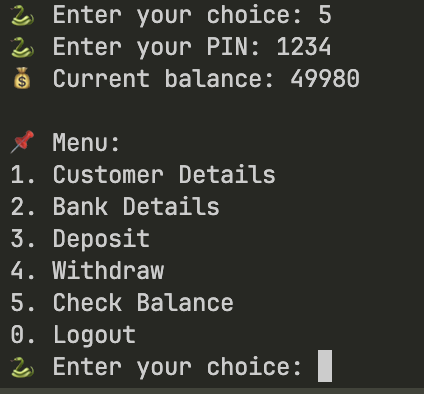 🐍 Enter your choice: 5
🐍 Enter your PIN: 1234
💰 Current balance: 49980
📌 Menu:
1. Customer Details
2. Bank Details
3. Deposit
4. Withdraw
5. Check Balance
0. Logout
🐍 Enter your choice: